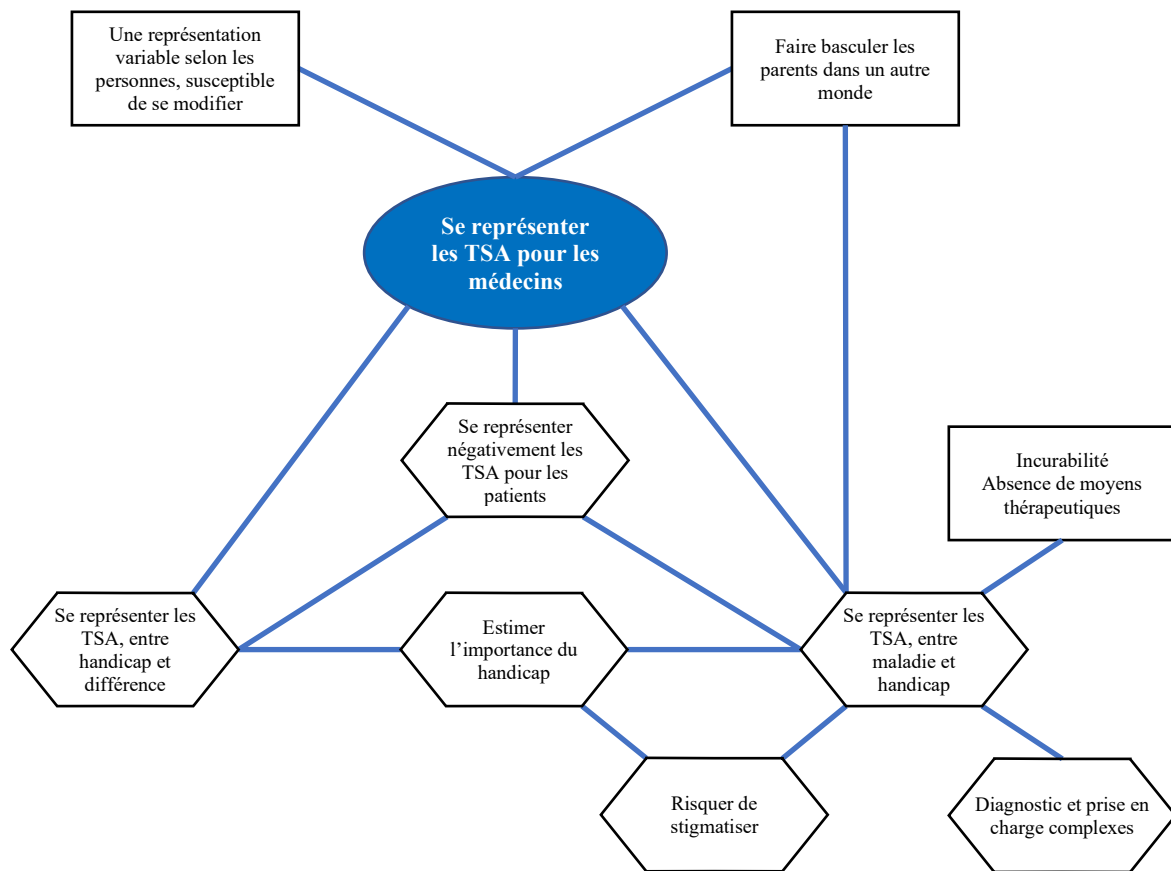 Une représentation
variable selon les
personnes, susceptible
de se modifier
Faire basculer les
parents dans un autre
monde
Se représenter
les TSA pour les
médecins
Se représenter
négativement les
TSA pour les
patients
Incurabilité
Absence de moyens
thérapeutiques
Se représenter les
TSA, entre
handicap et
différence
Estimer
l’importance du
handicap
Se représenter les
TSA, entre
maladie et
handicap
Risquer de
stigmatiser
Diagnostic et prise en
charge complexes